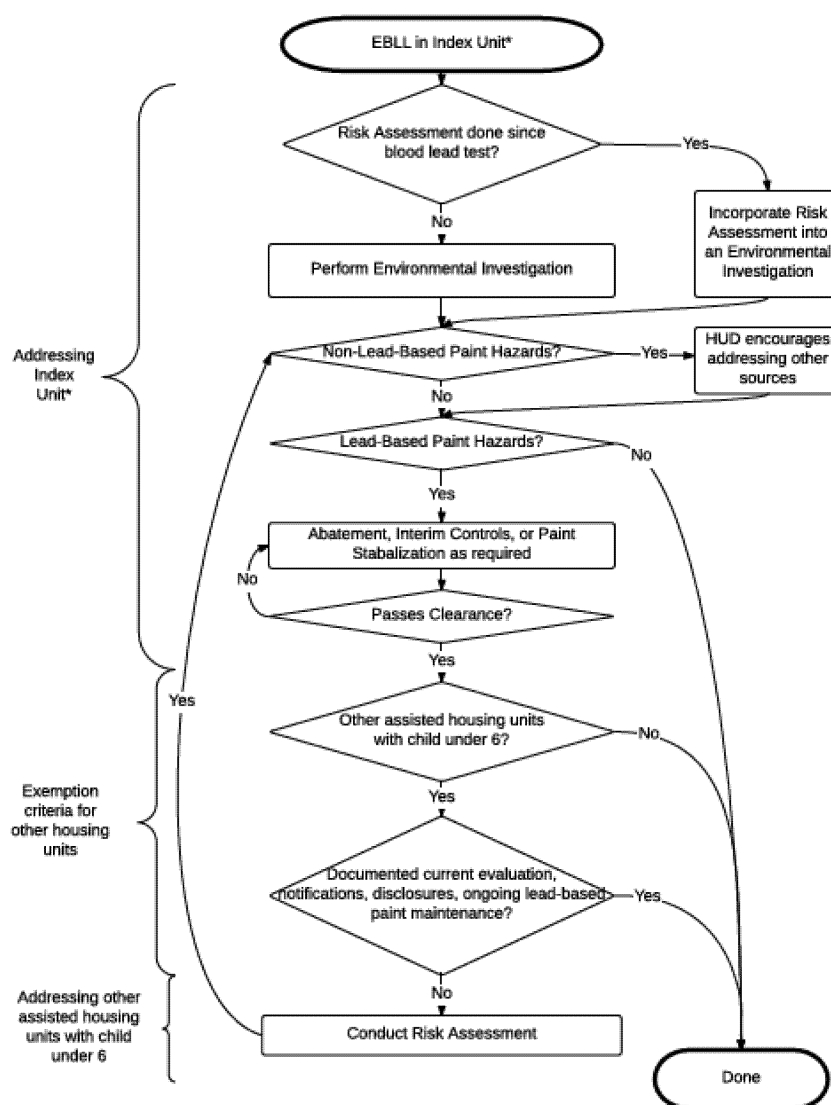 EBLL in Index Unit*
Risk Assessment done since
blood lead test?
Yes
No
Incorporate Risk
Assessment into
an Environmental
Investigation
Perform Environmental Investigation
Addressing
Index
Unit*
Non-Lead-Based Paint Hazards?
Yes
HUD encourages
addressing other
sources
No
Lead-Based Paint Hazards?
No
Yes
Abatement, Interim Controls, or Paint
Stabalization as required
No
Passes Clearance?
Yes
Yes
Other assisted housing units
with child under 6?
No
Yes
Exemption
criteria for
other housing
units
Documented current evaluation,
notifications, disclosures, ongoing lead-based
paint maintenance?
Yes
No
Addressing other
assisted housing
units with child
under 6
Conduct Risk Assessment
Done